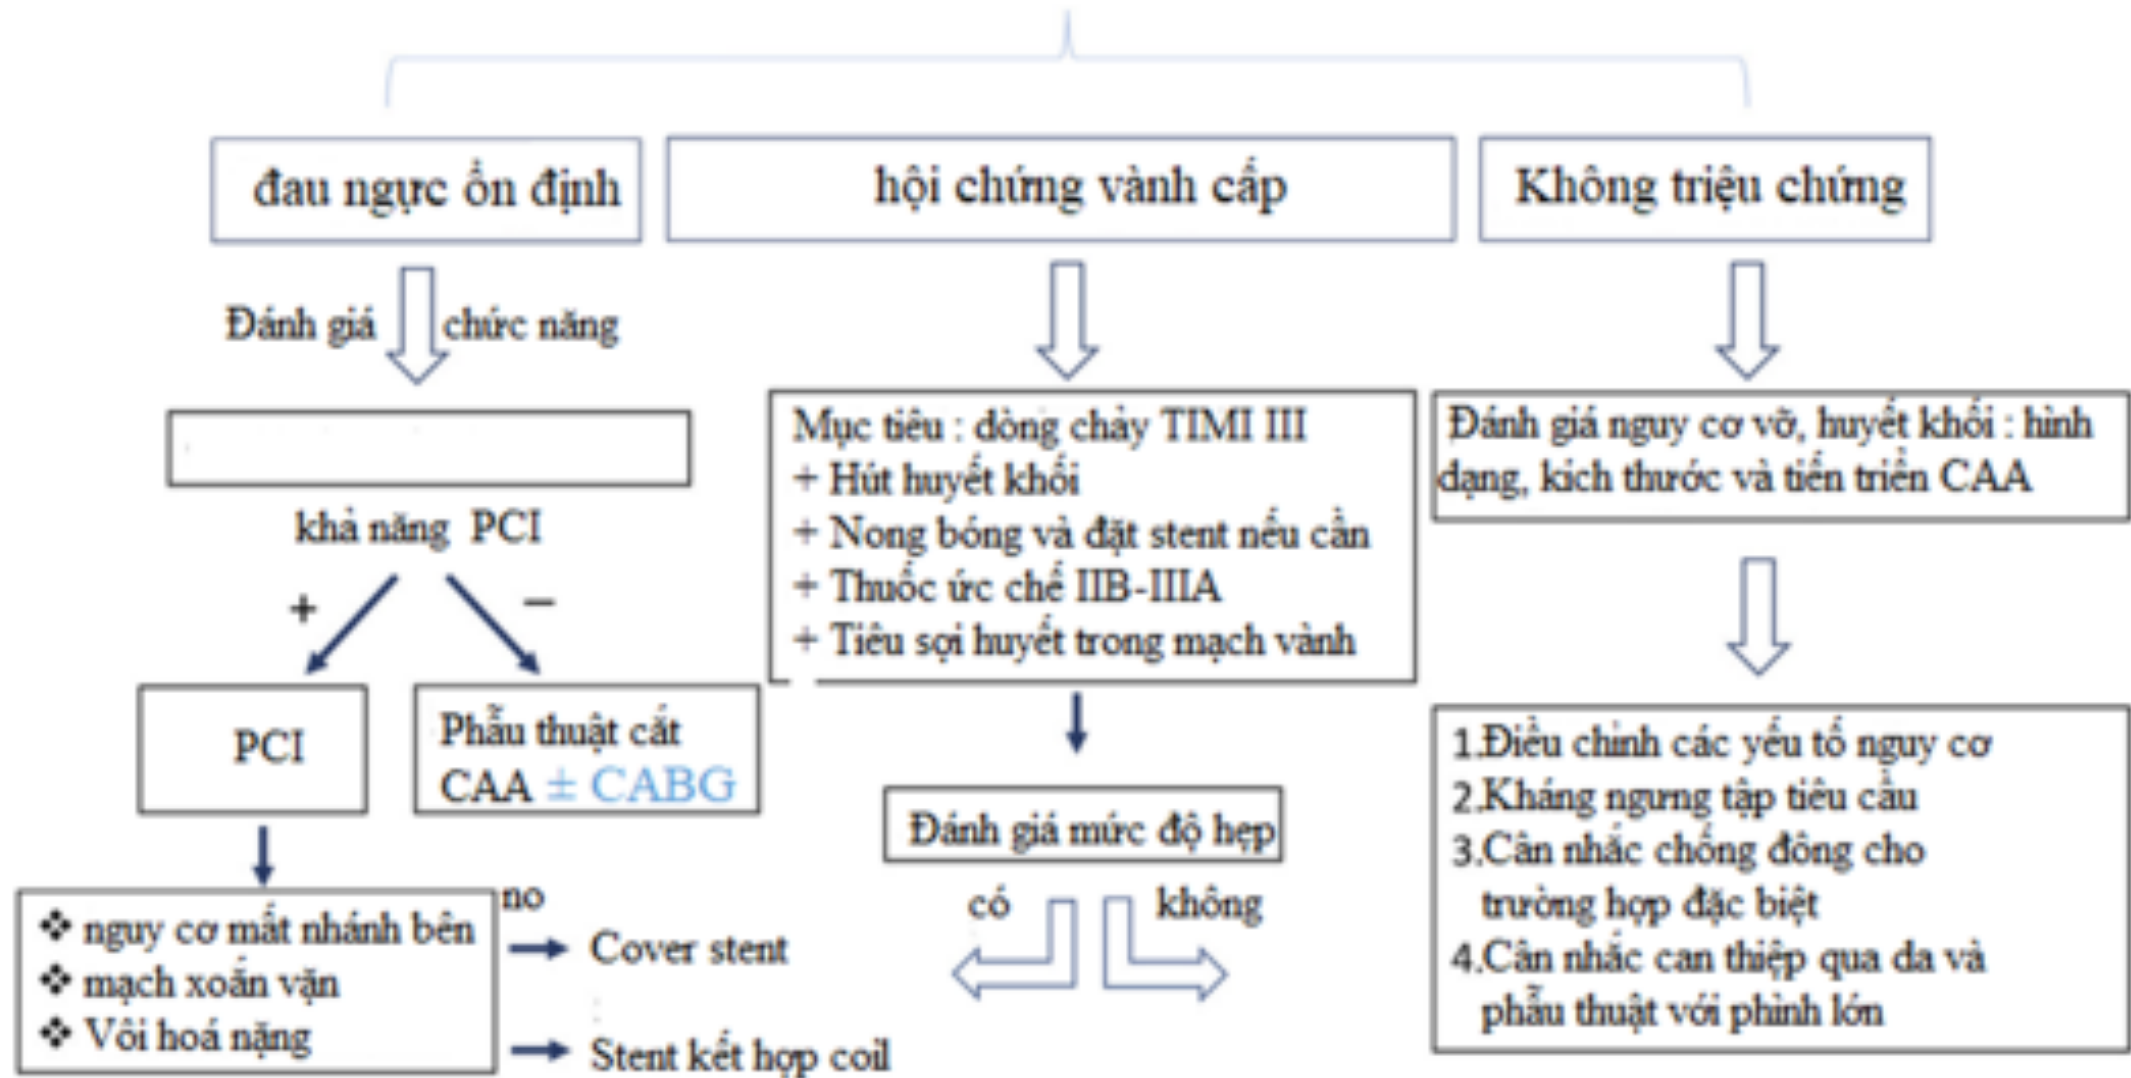 đau ngực ổn định
hội chứng vành cấp
Không triệu chứng
Đánh giá chức năng
khả năng PCI
+
−
PCI
Phẫu thuật cắt
CAA ± CABG
❖ nguy cơ mất nhánh bên
❖ mạch xoắn vặn
❖ Vôi hoá nặng
no
Cover stent
Stent kết hợp coil
Mục tiêu : dòng chảy TIMI III
+ Hút huyết khối
+ Nong bóng và đặt stent nếu cần
+ Thuốc ức chế IIB-IIIA
+ Tiêu sợi huyết trong mạch vành
Đánh giá mức độ hẹp
có
không
Đánh giá nguy cơ vỡ, huyết khối : hình
dạng, kích thước và tiến triển CAA
1.Điều chỉnh các yếu tố nguy cơ
2.Kháng ngưng tập tiểu cầu
3.Cân nhắc chống đông cho
trường hợp đặc biệt
4.Cân nhắc can thiệp qua da và
phẫu thuật với phình lớn